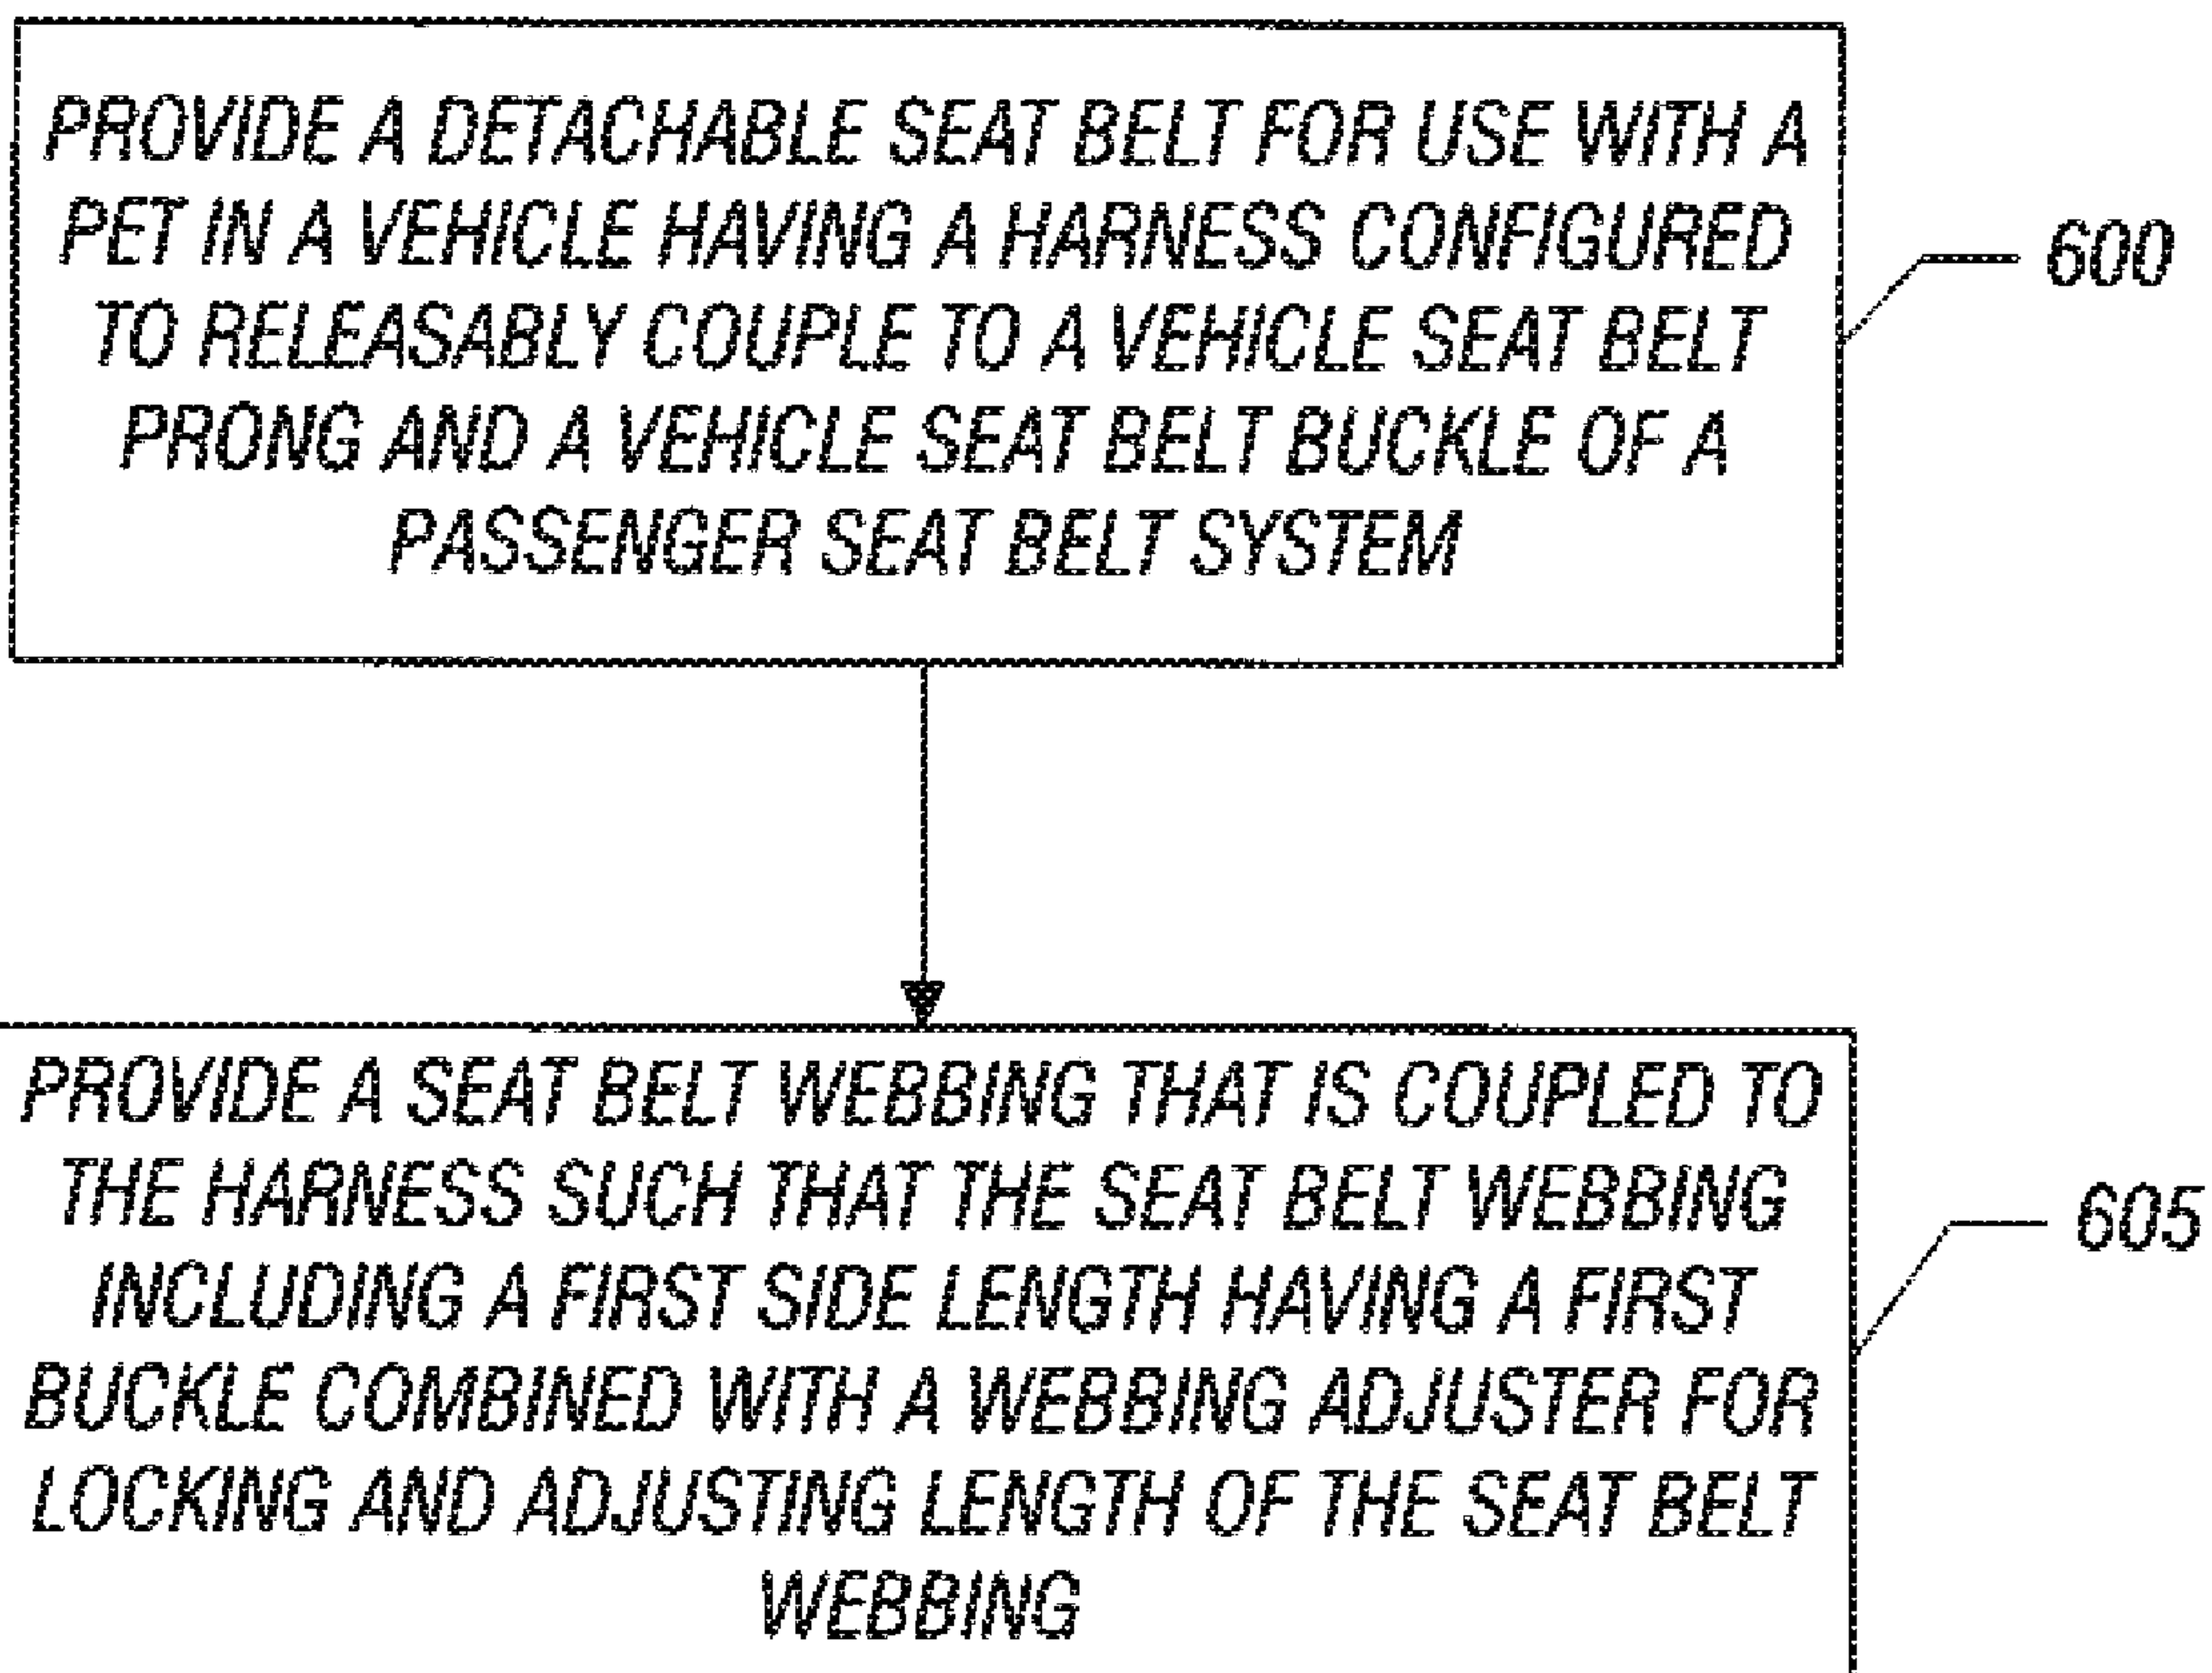 PROVIDE A DETACHABLE SEAT BELT FOR USE WITH A
PET IN A VEHICLE HAVING A HARNESS CONFIGURED
TO RELEASABLY COUPLE TO A VEHICLE SEAT BELT
PRONG AND A VEHICLE SEAT BELT BUCKLE OF A
PASSENGER SEAT BELT SYSTEM
600
PROVIDE A SEAT BELT WEBBING THAT IS COUPLED TO
THE HARNESS SUCH THAT THE SEAT BELT WEBBING
INCLUDING A FIRST SIDE LENGTH HAVING A FIRST
BUCKLE COMBINED WITH A WEBBING ADJUSTER FOR
LOCKING AND ADJUSTING LENGTH OF THE SEAT BELT
WEBBING
605